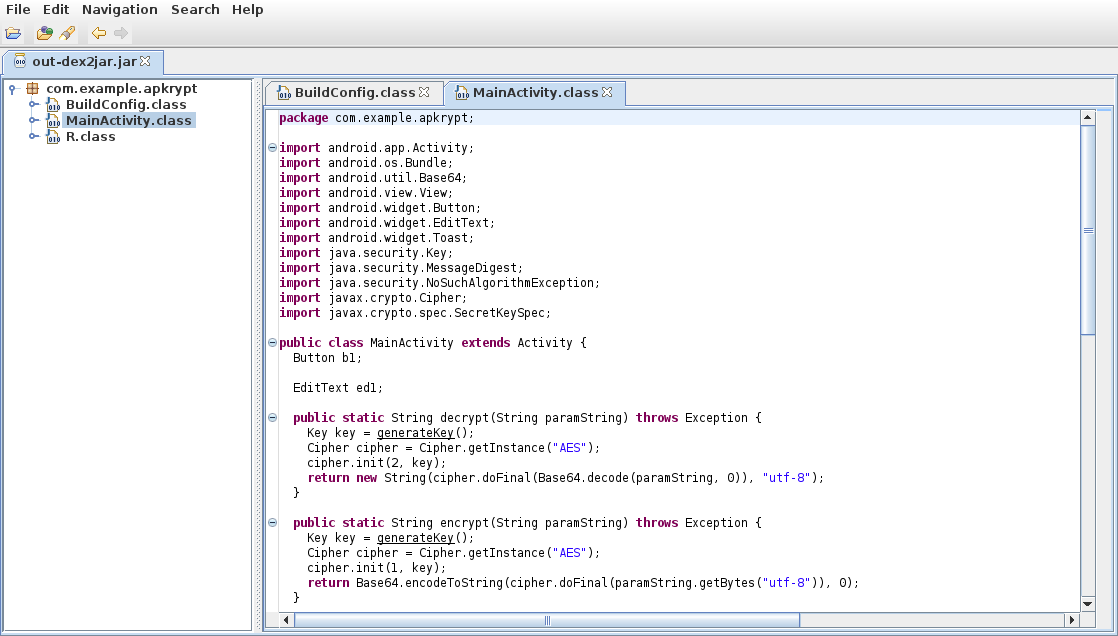 File Edit Navigation Search Help
out-dex2jar.jar
com.example.apkrypt
BuildConfig.class
MainActivity.class
R.class
BuildConfig.class MainActivity.class
package com.example.apkrypt;
import android.app.Activity;
import android.os.Bundle;
import android.util.Base64;
import android.view.View;
import android.widget.Button;
import android.widget.EditText;
import android.widget.Toast;
import java.security.Key;
import java.security.MessageDigest;
import java.security.NoSuchAlgorithmException;
import javax.crypto.Cipher;
import javax.crypto.spec.SecretKeySpec;
public class MainActivity extends Activity {
Button b1;
EditText ed1;
public static String decrypt(String paramString) throws Exception {
Key key = generateKey();
Cipher cipher = Cipher.getInstance("AES");
cipher.init(2, key);
return new String(cipher.doFinal(Base64.decode(paramString, 0)), "utf-8");
}
public static String encrypt(String paramString) throws Exception {
Key key = generateKey();
Cipher cipher = Cipher.getInstance("AES");
cipher.init(1, key);
return Base64.encodeToString(cipher.doFinal(paramString.getBytes("utf-8")), 0);
}